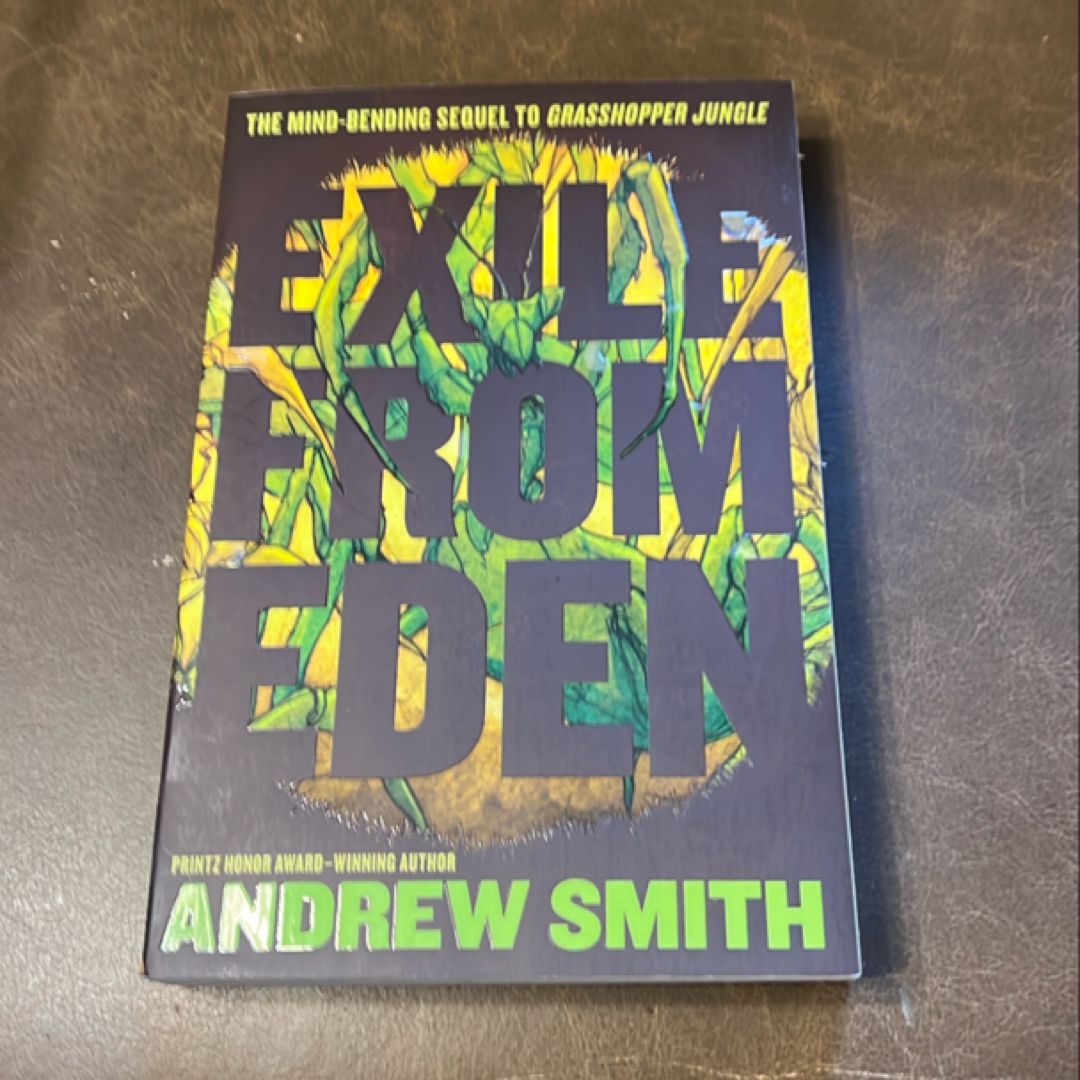 THE MIND-BENDING SEQUEL TO GRASSHOPPER JUNGLE
EXILE
FROM
EDEN
PRINTZ HONOR AWARD–WINNING AUTHOR
ANDREW SMITH